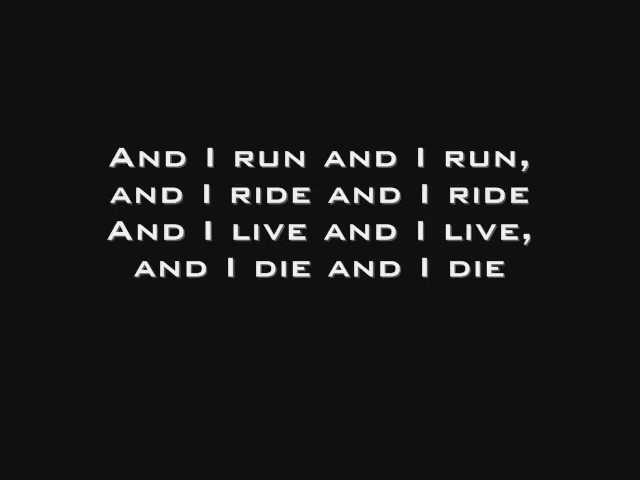 And I run and I run,
and I ride and I ride
And I live and I live,
and I die and I die